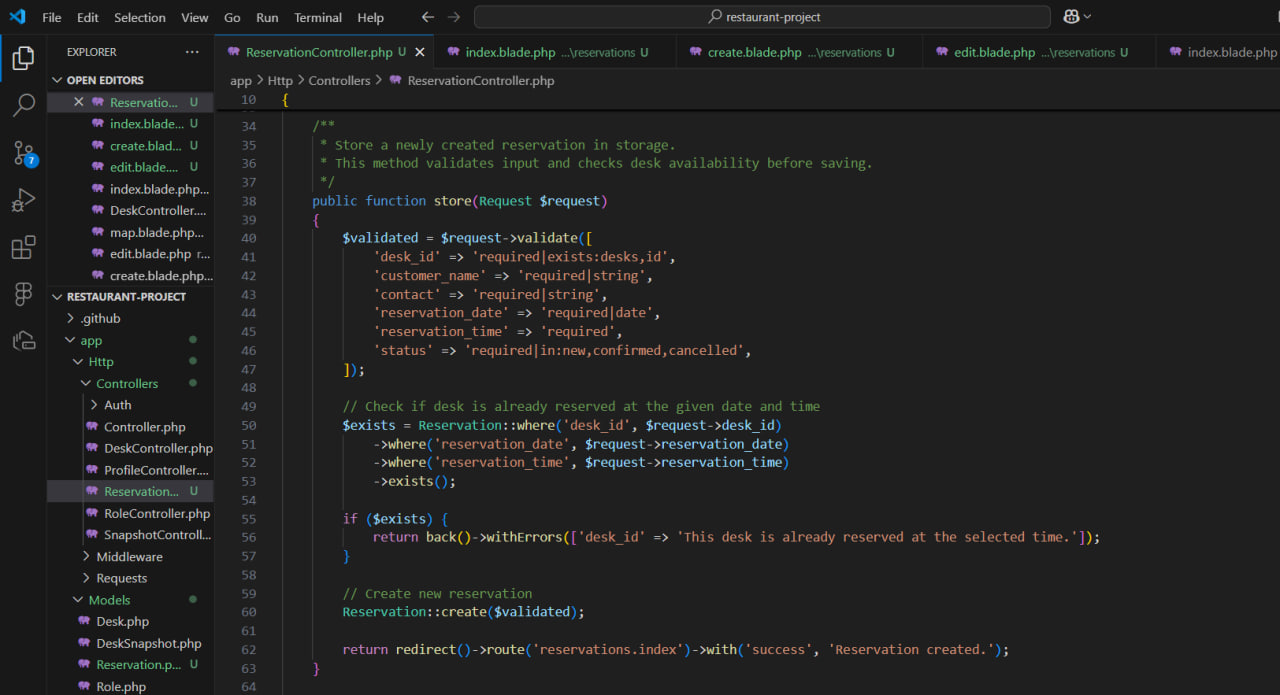 File Edit Selection View Go Run Terminal Help
restaurant-project
EXPLORER
OPEN EDITORS
Reservatio... U
index.blade... U
create.blad... U
edit.blade.... U
index.blade.php...
DeskController....
map.blade.php...
edit.blade.php r...
create.blade.php...
RESTAURANT-PROJECT
.github
app
Http
Controllers
Auth
Controller.php
DeskController.php
ProfileController....
Reservation... U
RoleController.php
SnapshotControll...
Middleware
Requests
Models
Desk.php
DeskSnapshot.php
Reservation.p... U
Role.php
7
ReservationController.php U
index.blade.php ...\reservations U
create.blade.php ...\reservations U
edit.blade.php ...\reservations U
index.blade.php
app > Http > Controllers > ReservationController.php
10 {
34 /**
35 * Store a newly created reservation in storage.
36 * This method validates input and checks desk availability before saving.
37 */
38 public function store(Request $request)
39 {
40 $validated = $request->validate([
41 'desk_id' => 'required|exists:desks,id',
42 'customer_name' => 'required|string',
43 'contact' => 'required|string',
44 'reservation_date' => 'required|date',
45 'reservation_time' => 'required',
46 'status' => 'required|in:new,confirmed,cancelled',
47 ]);
48
49 // Check if desk is already reserved at the given date and time
50 $exists = Reservation::where('desk_id', $request->desk_id)
51 ->where('reservation_date', $request->reservation_date)
52 ->where('reservation_time', $request->reservation_time)
53 ->exists();
54
55 if ($exists) {
56 return back()->withErrors(['desk_id' => 'This desk is already reserved at the selected time.']);
57 }
58
59 // Create new reservation
60 Reservation::create($validated);
61
62 return redirect()->route('reservations.index')->with('success', 'Reservation created.');
63 }
64